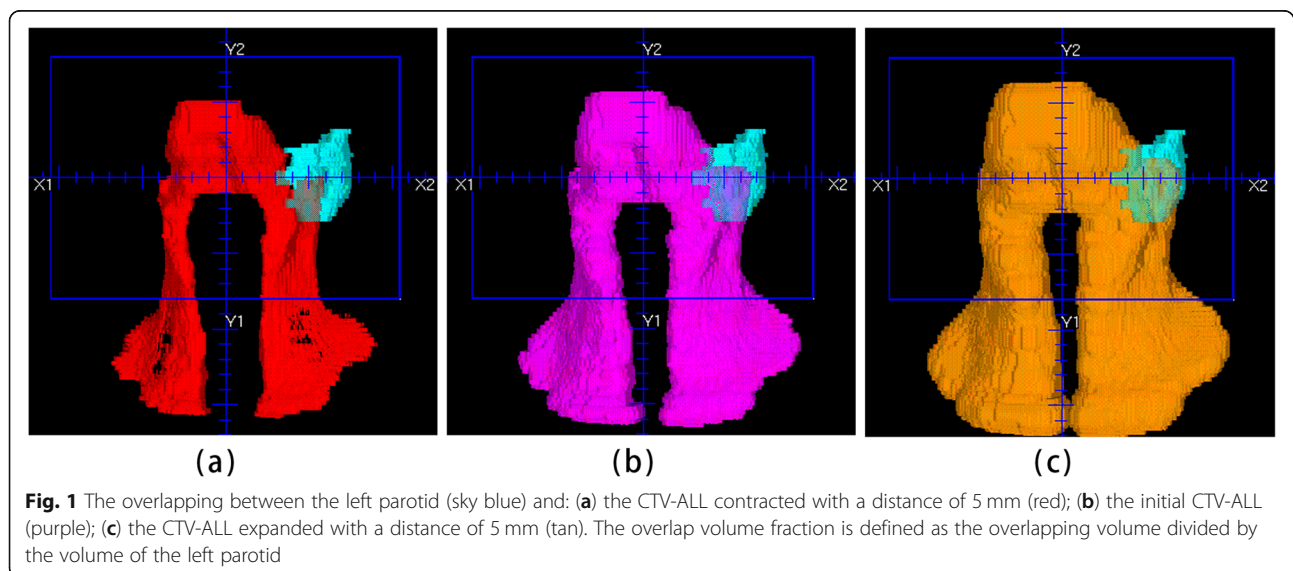 Y2 Y2 Y2
X1 X2 X1 X2 X1 X2
Y1 Y1 Y1
(a) (b) (c)
Fig. 1 The overlapping between the left parotid (sky blue) and: (a) the CTV-ALL contracted with a distance of 5 mm (red); (b) the initial CTV-ALL
(purple); (c) the CTV-ALL expanded with a distance of 5 mm (tan). The overlap volume fraction is defined as the overlapping volume divided by
the volume of the left parotid